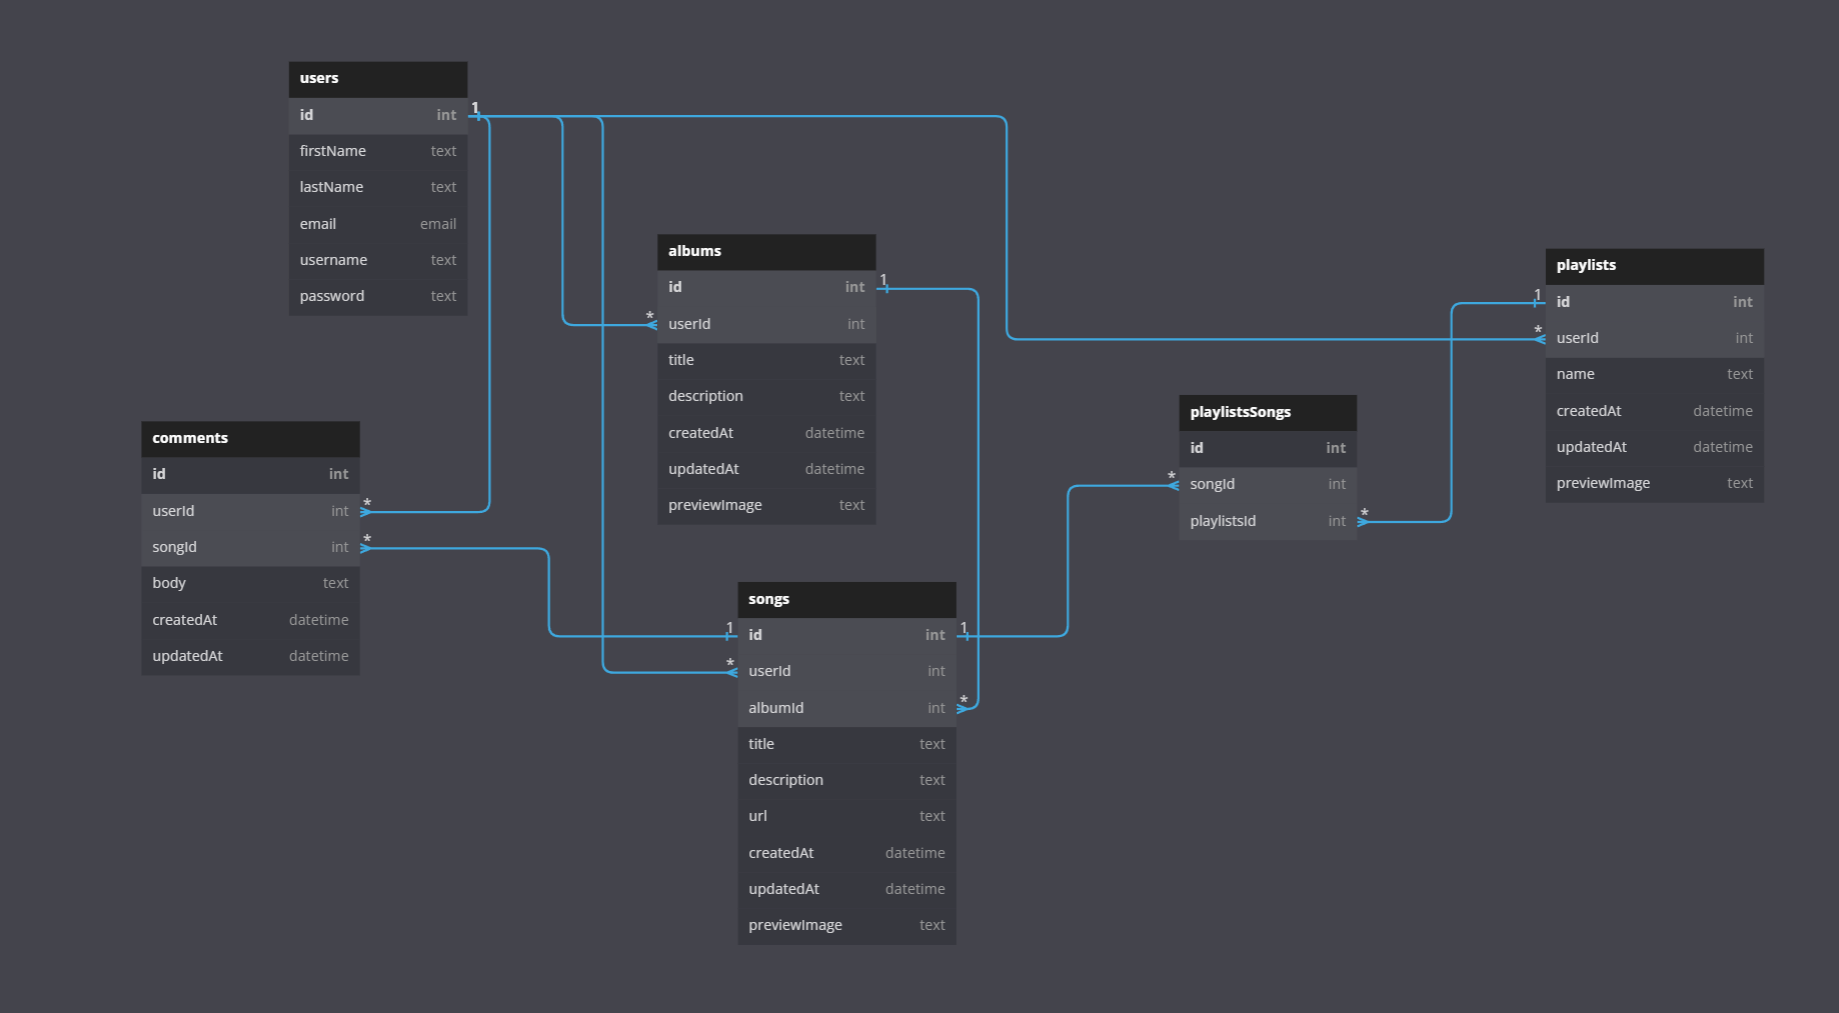 users
id int
firstName text
lastName text
email email
username text
password text
1
albums
id int
userId int
title text
description text
createdAt datetime
updatedAt datetime
previewImage text
1
*
playlists
id int
userId int
name text
createdAt datetime
updatedAt datetime
previewImage text
1
*
comments
id int
userId int
songId int
body text
createdAt datetime
updatedAt datetime
*
*
playlistsSongs
id int
songId int
playlistsId int
*
*
songs
id int
userId int
albumId int
title text
description text
url text
createdAt datetime
updatedAt datetime
previewImage text
1
1
*
*